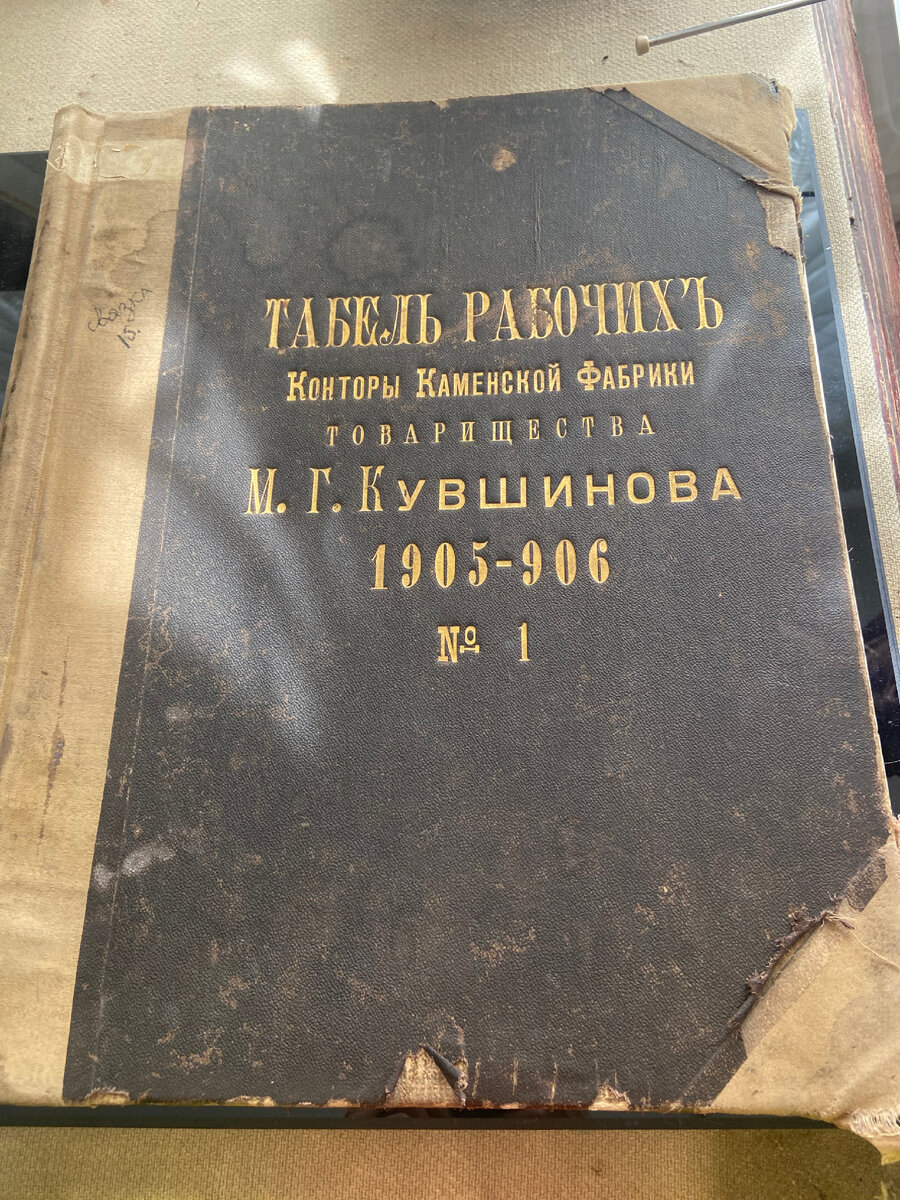 связка
15.
ТАБЕЛЬ РАБОЧИХЪ
КОНТОРЫ КАМЕНСКОЙ ФАБРИКИ
ТОВАРИЩЕСТВА
М. Г. КУВШИНОВА
1905-906
№ 1